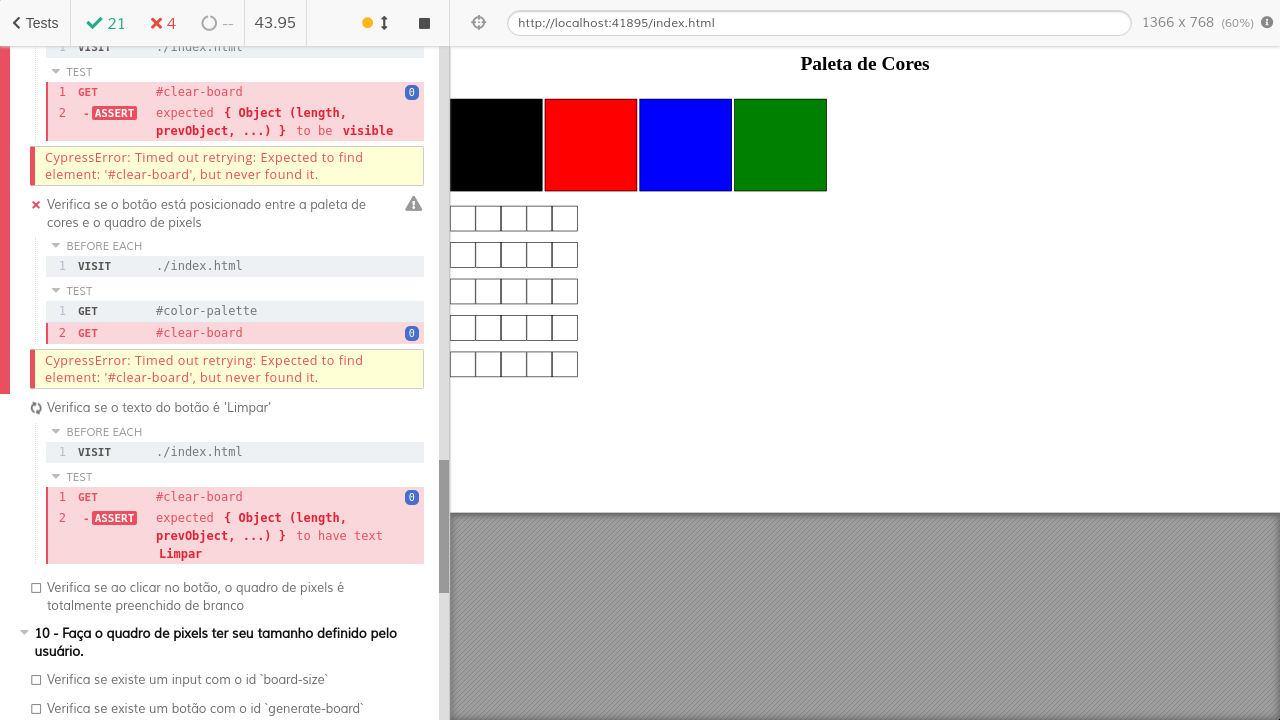 Tests 21 4 -- 43.95 http://localhost:41895/index.html 1366 x 768 (60%)
1 VISIT ./index.html
TEST
1 GET #clear-board 0
2 -ASSERT expected { Object (length,
prevObject, ...) } to be visible
CypressError: Timed out retrying: Expected to find
element: '#clear-board', but never found it.
Verifica se o botão está posicionado entre a paleta de
cores e o quadro de pixels
BEFORE EACH
1 VISIT ./index.html
TEST
1 GET #color-palette
2 GET #clear-board 0
CypressError: Timed out retrying: Expected to find
element: '#clear-board', but never found it.
Verifica se o texto do botão é 'Limpar'
BEFORE EACH
1 VISIT ./index.html
TEST
1 GET #clear-board 0
2 -ASSERT expected { Object (length,
prevObject, ...) } to have text
Limpar
Verifica se ao clicar no botão, o quadro de pixels é
totalmente preenchido de branco
10 - Faça o quadro de pixels ter seu tamanho definido pelo
usuário.
Verifica se existe um input com o id `board-size`
Verifica se existe um botão com o id `generate-board`
Paleta de Cores